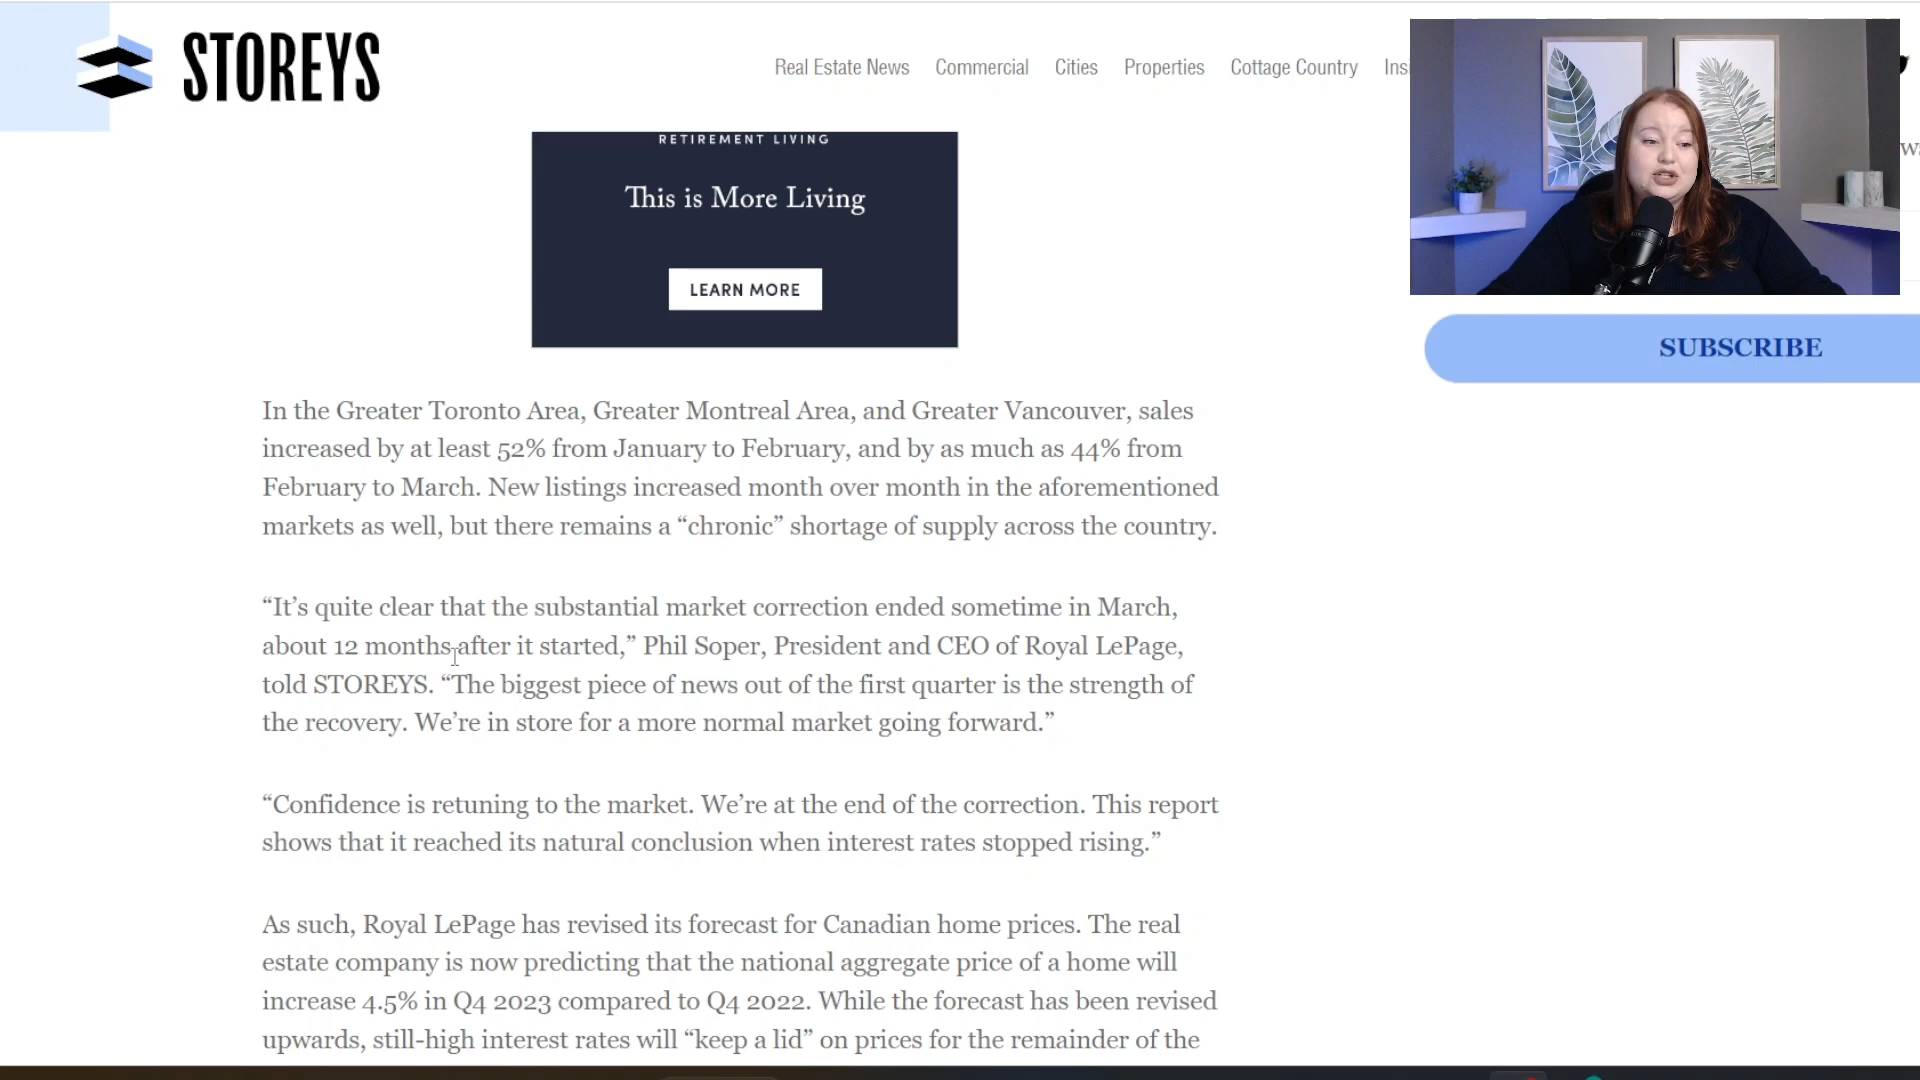 STOREYS
Real Estate News Commercial Cities Properties Cottage Country
RETIREMENT LIVING
This is More Living
LEARN MORE
SUBSCRIBE
In the Greater Toronto Area, Greater Montreal Area, and Greater Vancouver, sales
increased by at least 52% from January to February, and by as much as 44% from
February to March. New listings increased month over month in the aforementioned
markets as well, but there remains a “chronic” shortage of supply across the country.
“It’s quite clear that the substantial market correction ended sometime in March,
about 12 months after it started,” Phil Soper, President and CEO of Royal LePage,
told STOREYS. “The biggest piece of news out of the first quarter is the strength of
the recovery. We’re in store for a more normal market going forward.”
“Confidence is retuning to the market. We’re at the end of the correction. This report
shows that it reached its natural conclusion when interest rates stopped rising.”
As such, Royal LePage has revised its forecast for Canadian home prices. The real
estate company is now predicting that the national aggregate price of a home will
increase 4.5% in Q4 2023 compared to Q4 2022. While the forecast has been revised
upwards, still-high interest rates will “keep a lid” on prices for the remainder of the